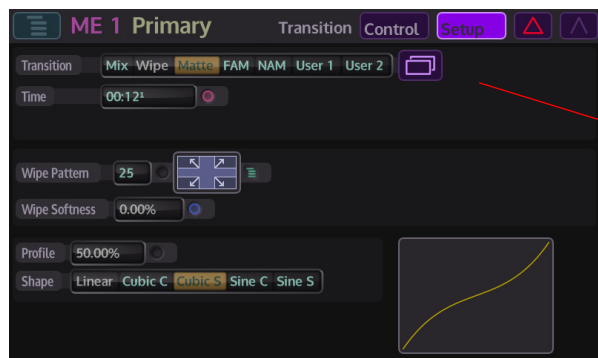 ME 1 Primary Transition Control Setup
Transition Mix Wipe Matte FAM NAM User 1 User 2
Time 00:12¹
Wipe Pattem 25
Wipe Softness 0.00%
Profile 50.00%
Shape Linear Cubic C Cubic S Sine C Sine S